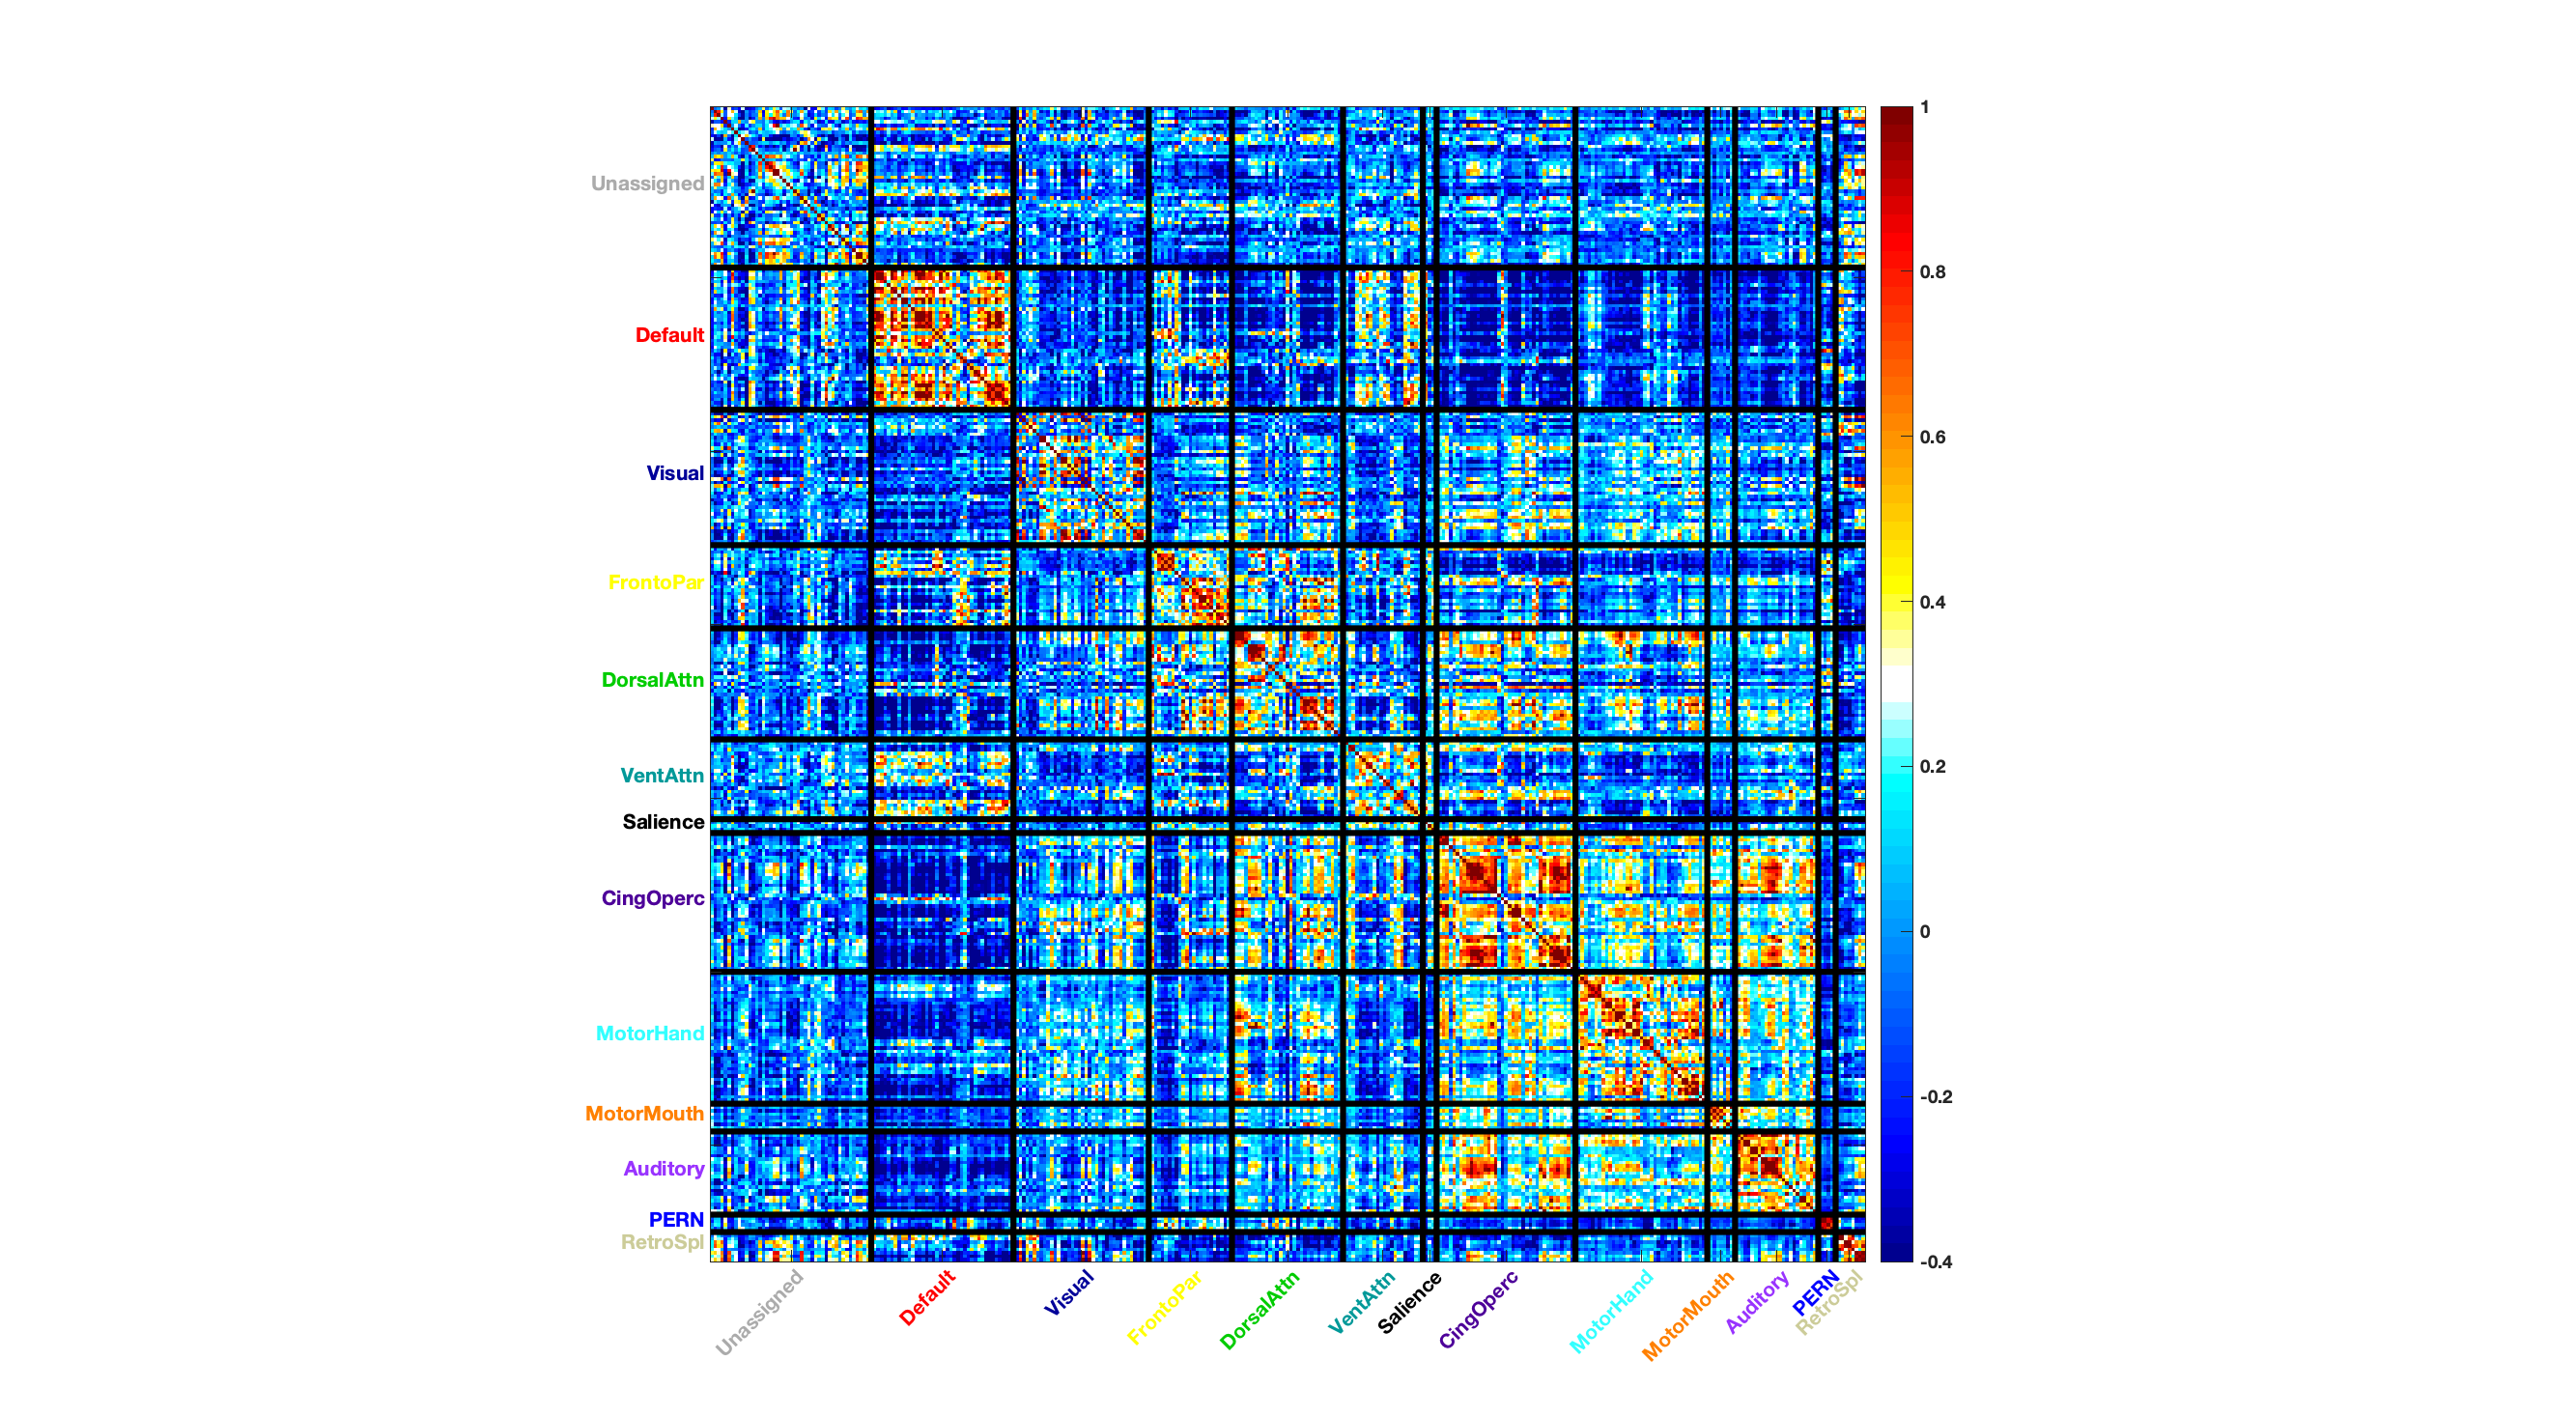 Unassigned
Default
Visual
FrontoPar
DorsalAttn
VentAttn
Salience
CingOperc
MotorHand
MotorMouth
Auditory
PERN
RetroSpl
Unassigned
Default
Visual
FrontoPar
DorsalAttn
VentAttn
Salience
CingOperc
MotorHand
MotorMouth
Auditory
PERN
RetroSpl
1
0.8
0.6
0.4
0.2
0
-0.2
-0.4